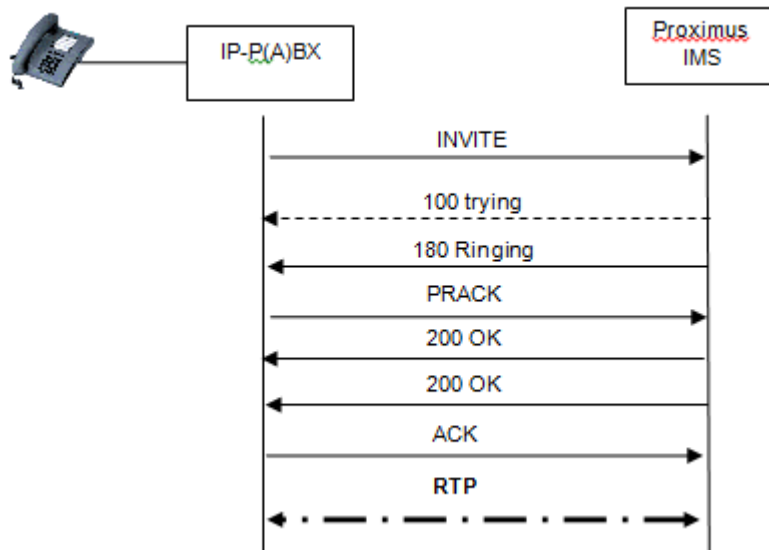 IP-P(A)BX
Proximus
IMS
INVITE
100 trying
180 Ringing
PRACK
200 OK
200 OK
ACK
RTP